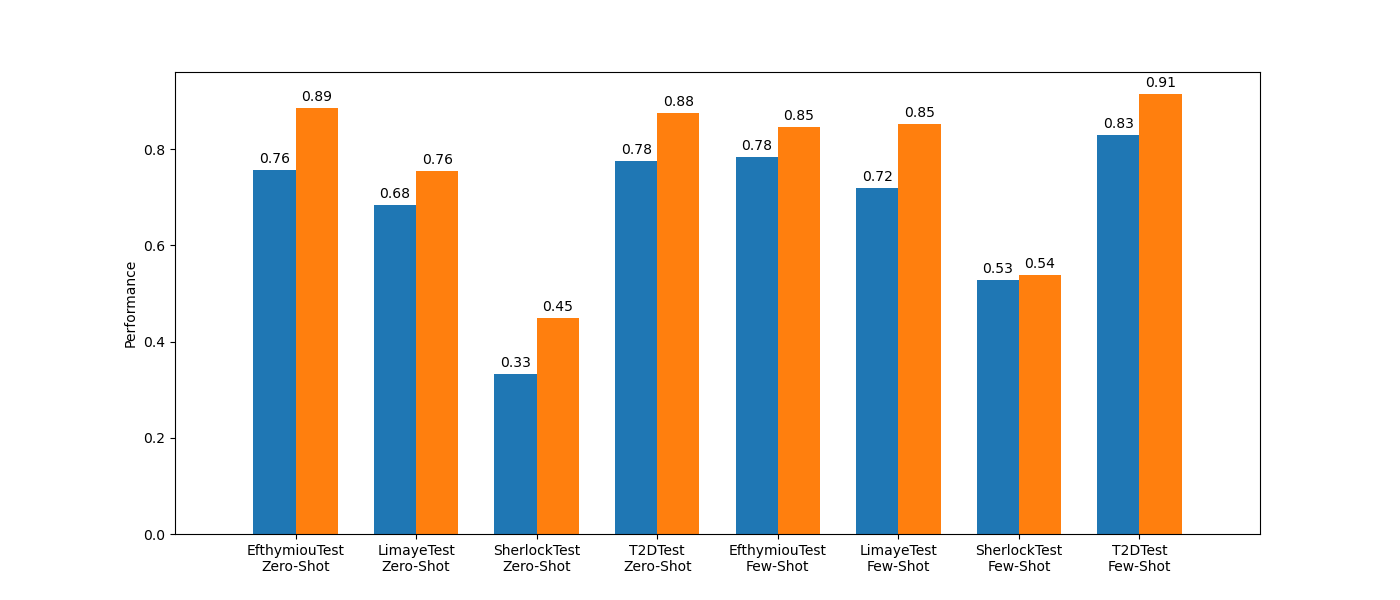 0.89
0.76
0.68
0.76
0.33
0.45
0.78
0.88
0.78
0.85
0.72
0.85
0.53
0.54
0.83
0.91
Performance
0.8
0.6
0.4
0.2
0.0
EfthymiouTest
Zero-Shot
LimayeTest
Zero-Shot
SherlockTest
Zero-Shot
T2DTest
Zero-Shot
EfthymiouTest
Few-Shot
LimayeTest
Few-Shot
SherlockTest
Few-Shot
T2DTest
Few-Shot